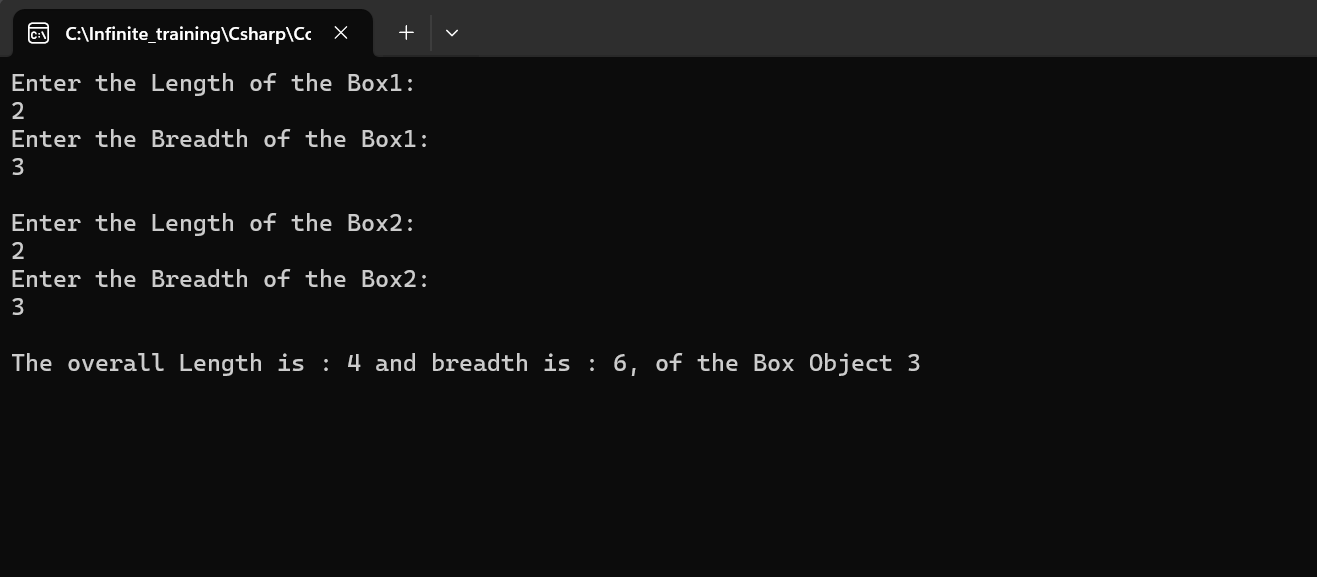 C:\Infinite_training\Csharp\Cc
Enter the Length of the Box1:
2
Enter the Breadth of the Box1:
3
Enter the Length of the Box2:
2
Enter the Breadth of the Box2:
3
The overall Length is : 4 and breadth is : 6, of the Box Object 3